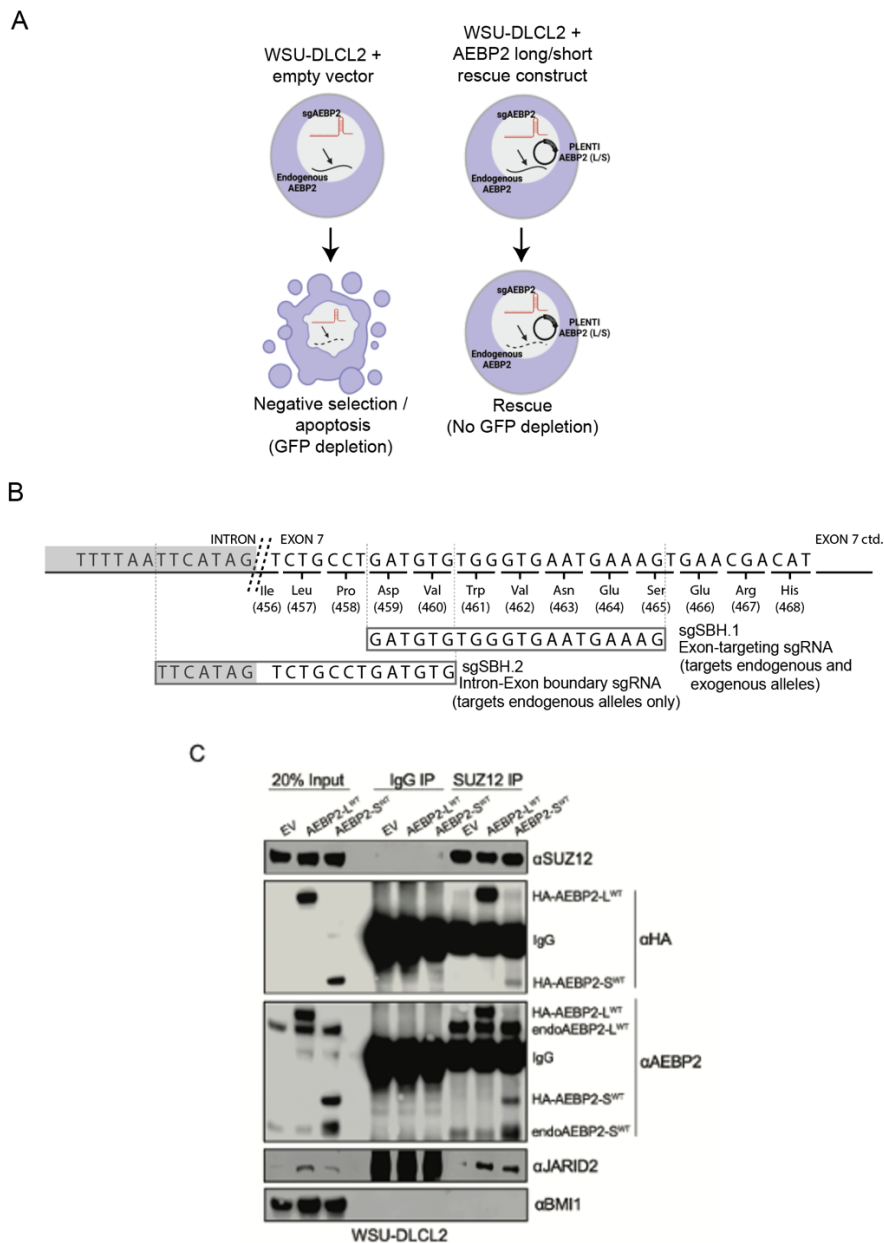 A
WSU-DLCL2 +
empty vector
WSU-DLCL2 +
AEBP2 long/short
rescue construct
sgAEBP2
Endogenous
AEBP2
sgAEBP2
PLENTI
AEBP2 (L/S)
Endogenous
AEBP2
Negative selection /
apoptosis
(GFP depletion)
sgAEBP2
PLENTI
AEBP2 (L/S)
Endogenous
AEBP2
Rescue
(No GFP depletion)
B
INTRON EXON 7 EXON 7 ctd.
TTTTAATTCATAG TCTGCCTGATGTGTGGGTGAATGAAAGTGAACGACAT
Ile Leu Pro Asp Val Trp Val Asn Glu Ser Glu Arg His
(456) (457) (458) (459) (460) (461) (462) (463) (464) (465) (466) (467) (468)
GATGTGTGGGTGAATGAAAG
sgSBH.1
Exon-targeting sgRNA
(targets endogenous and
exogenous alleles)
TTCATAG TCTGCCTGATGTG
sgSBH.2
Intron-Exon boundary sgRNA
(targets endogenous alleles only)
C
20% Input IgG IP SUZ12 IP
EV AEBP2-LWT AEBP2-SWT EV AEBP2-LWT AEBP2-SWT EV AEBP2-LWT AEBP2-SWT
αSUZ12
HA-AEBP2-LWT
IgG
HA-AEBP2-SWT
αHA
HA-AEBP2-LWT
endoAEBP2-LWT
IgG
HA-AEBP2-SWT
endoAEBP2-SWT
αAEBP2
αJARID2
αBMI1
WSU-DLCL2